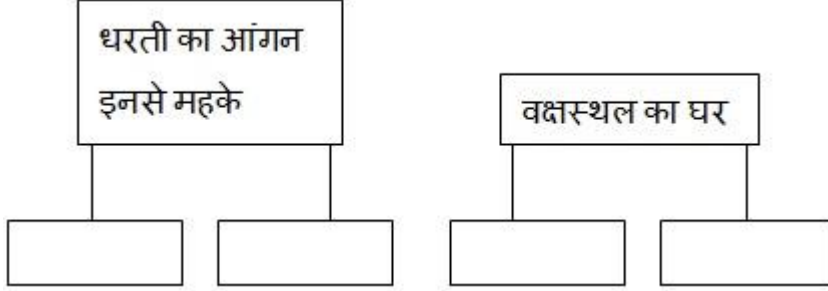 धरती का आंगन
इनसे महके
वक्षस्थल का घर